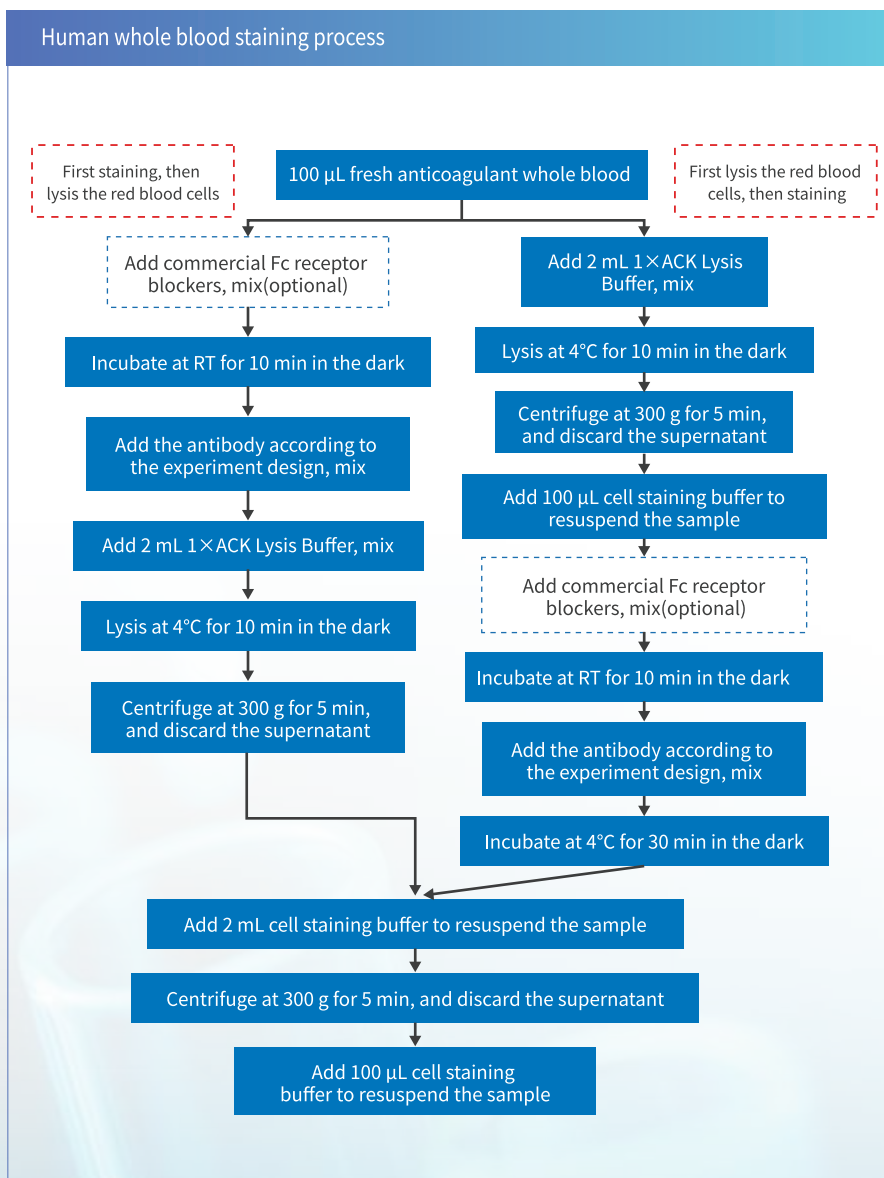 Human whole blood staining process
First staining, then
lysis the red blood cells
100 μL fresh anticoagulant whole blood
First lysis the red blood
cells, then staining
Add commercial Fc receptor
blockers, mix(optional)
Incubate at RT for 10 min in the dark
Add the antibody according to
the experiment design, mix
Add 2 mL 1×ACK Lysis Buffer, mix
Lysis at 4°C for 10 min in the dark
Centrifuge at 300 g for 5 min,
and discard the supernatant
Add 2 mL 1×ACK Lysis
Buffer, mix
Lysis at 4°C for 10 min in the dark
Centrifuge at 300 g for 5 min,
and discard the supernatant
Add 100 μL cell staining buffer to
resuspend the sample
Add commercial Fc receptor
blockers, mix(optional)
Incubate at RT for 10 min in the dark
Add the antibody according to
the experiment design, mix
Incubate at 4°C for 30 min in the dark
Add 2 mL cell staining buffer to resuspend the sample
Centrifuge at 300 g for 5 min, and discard the supernatant
Add 100 μL cell staining
buffer to resuspend the sample